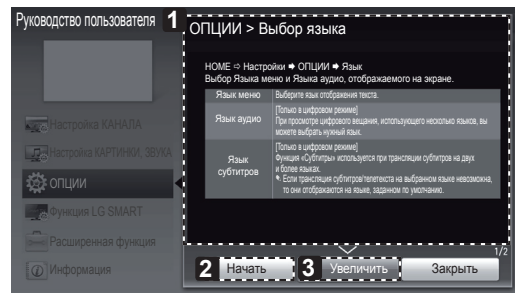 Руководство пользователя
1
ОПЦИИ > Выбор языка
HOME ⇨ Настройки ➡ ОПЦИИ ➡ Язык
Выбор Языка меню и Языка аудио, отображаемого на экране.
Язык меню Выберите язык отображения текста.
Язык аудио
[Только в цифровом режиме]
При просмотре цифрового вещания, использующего несколько языков, вы
можете выбрать нужный язык.
Язык
субтитров
[Только в цифровом режиме]
Функция «Субтитры» используется при трансляции субтитров на двух
и более языках.
Если трансляция субтитров/телетекста на выбранном языке невозможна,
то они отображаются на языке, заданном по умолчанию.
Настройка КАНАЛА
Настройка КАРТИНКИ, ЗВУКА
ОПЦИИ
Функция LG SMART
Расширенная функция
Информация
1/2
2 Начать
3 Увеличить
Закрыть